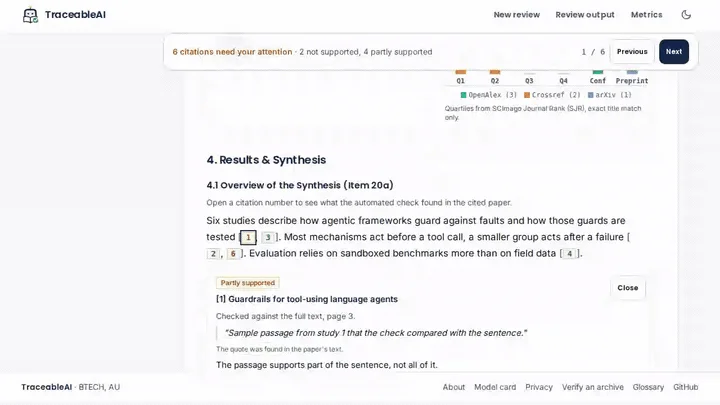 TraceableAI
New review Review output Metrics
6 citations need your attention · 2 not supported, 4 partly supported
1 / 6 Previous Next
Q1 Q2 Q3 Q4 Conf Preprint
OpenAlex (3) Crossref (2) arXiv (1)
Quartiles from SCImago Journal Rank (SJR), exact title match
only.
4. Results & Synthesis
4.1 Overview of the Synthesis (Item 20a)
Open a citation number to see what the automated check found in the cited paper.
Six studies describe how agentic frameworks guard against faults and how those guards are
tested [1, 3]. Most mechanisms act before a tool call, a smaller group acts after a failure [
2, 6]. Evaluation relies on sandboxed benchmarks more than on field data [4].
Partly supported
Close
[1] Guardrails for tool-using language agents
Checked against the full text, page 3.
"Sample passage from study 1 that the check compared with the sentence."
The quote was found in the paper's text.
The passage supports part of the sentence, not all of it.
TraceableAI · BTECH, AU
About Model card Privacy Verify an archive Glossary GitHub